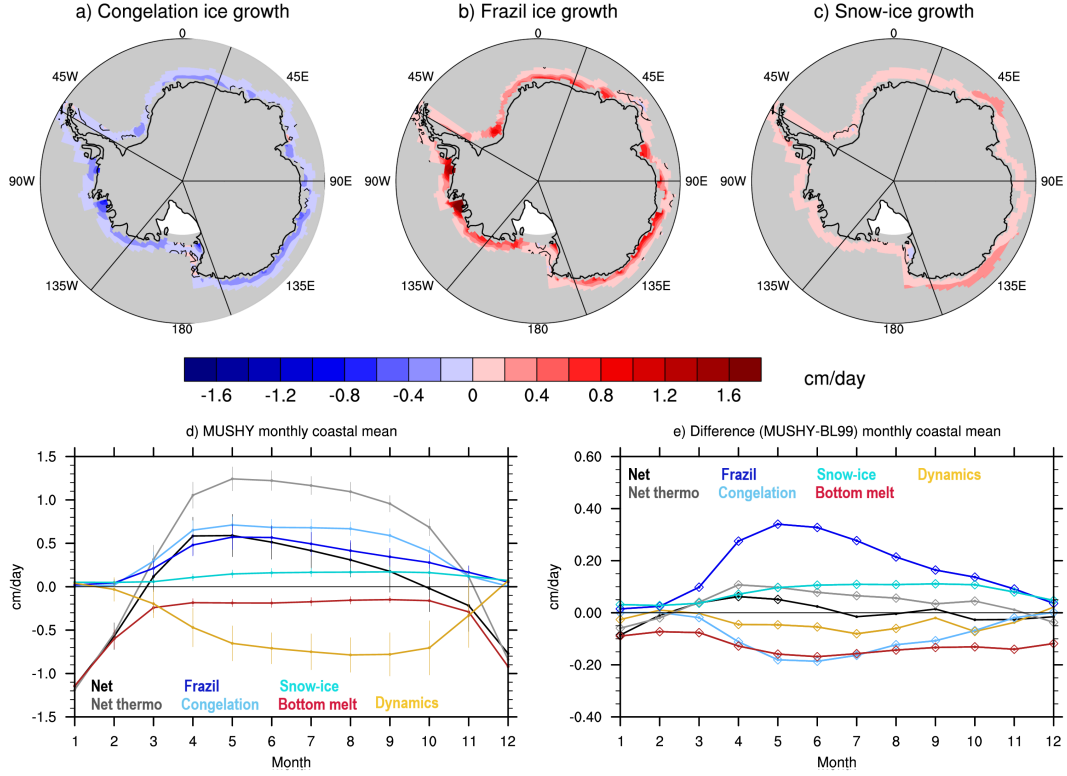 a) Congelation ice growth
b) Frazil ice growth
c) Snow-ice growth
0
0
0
45W
45E
45W
45E
45W
45E
90W
90E
90W
90E
90W
90E
135W
135E
135W
135E
135W
135E
180
180
180
-1.6 -1.2 -0.8 -0.4 0 0.4 0.8 1.2 1.6
cm/day
d) MUSHY monthly coastal mean
1.5
1.0
0.5
0.0
-0.5
-1.0
-1.5
cm/day
Net Frazil Snow-ice
Net thermo Congelation Bottom melt Dynamics
1 2 3 4 5 6 7 8 9 10 11 12
Month
e) Difference (MUSHY-BL99) monthly coastal mean
0.60
0.40
0.20
0.00
-0.20
-0.40
cm/day
Net Frazil Snow-ice Dynamics
Net thermo Congelation Bottom melt
1 2 3 4 5 6 7 8 9 10 11 12
Month